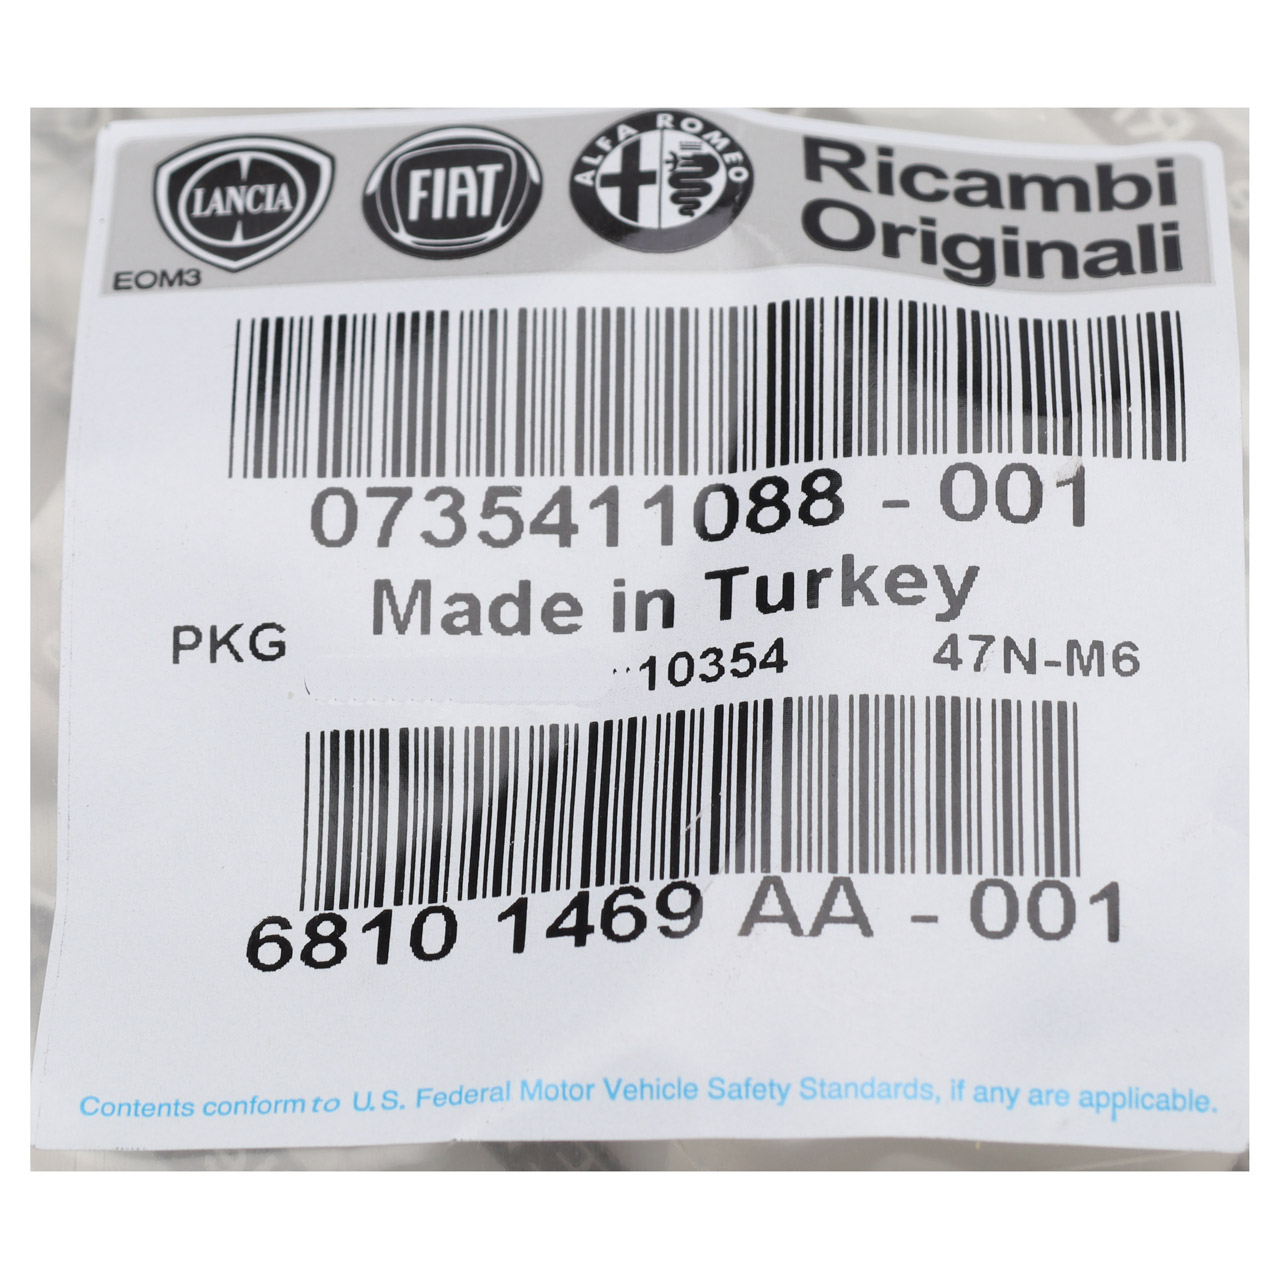 LANCIA FIAT ALFA ROMEO Ricambi
Originali
EOM3
0735411088 - 001
Made in Turkey
PKG 10354 47N-M6
6810 1469 AA - 001
Contents conform to U.S. Federal Motor Vehicle Safety Standards, if any are applicable.